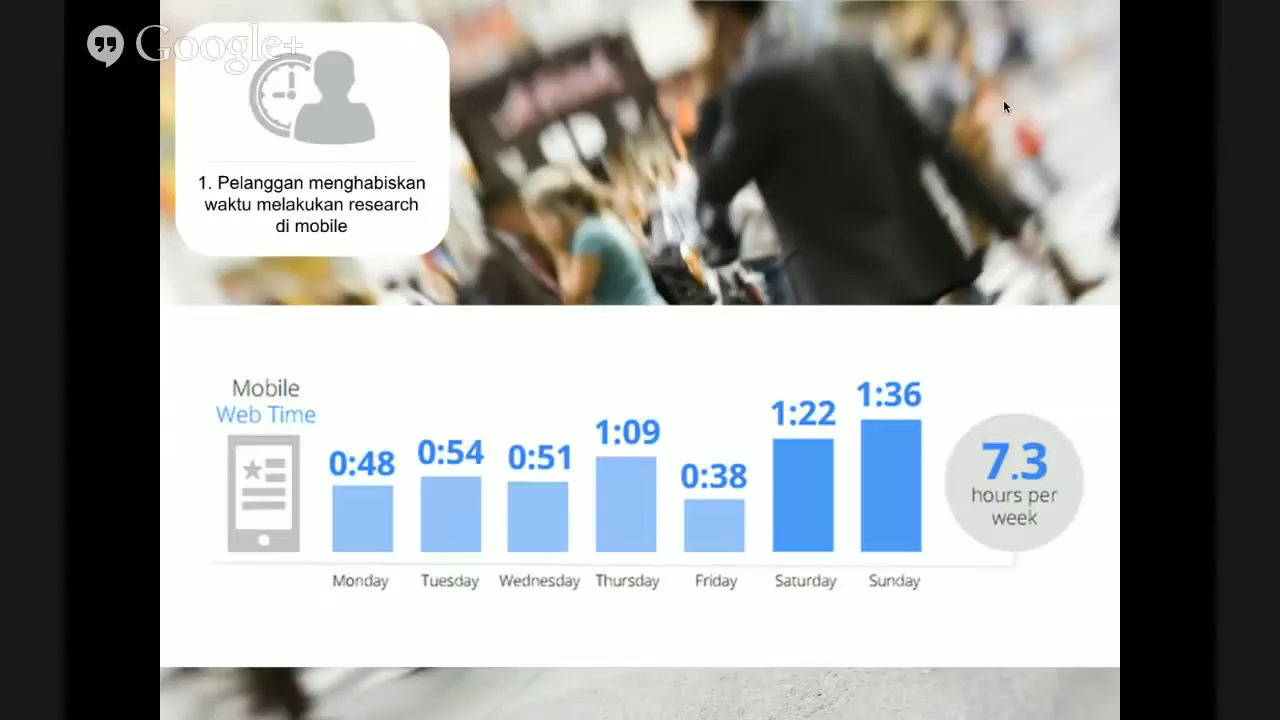 Google+
1. Pelanggan menghabiskan
waktu melakukan research
di mobile
Mobile
Web Time
0:48
0:54
0:51
1:09
0:38
1:22
1:36
7.3
hours per
week
Monday
Tuesday
Wednesday
Thursday
Friday
Saturday
Sunday